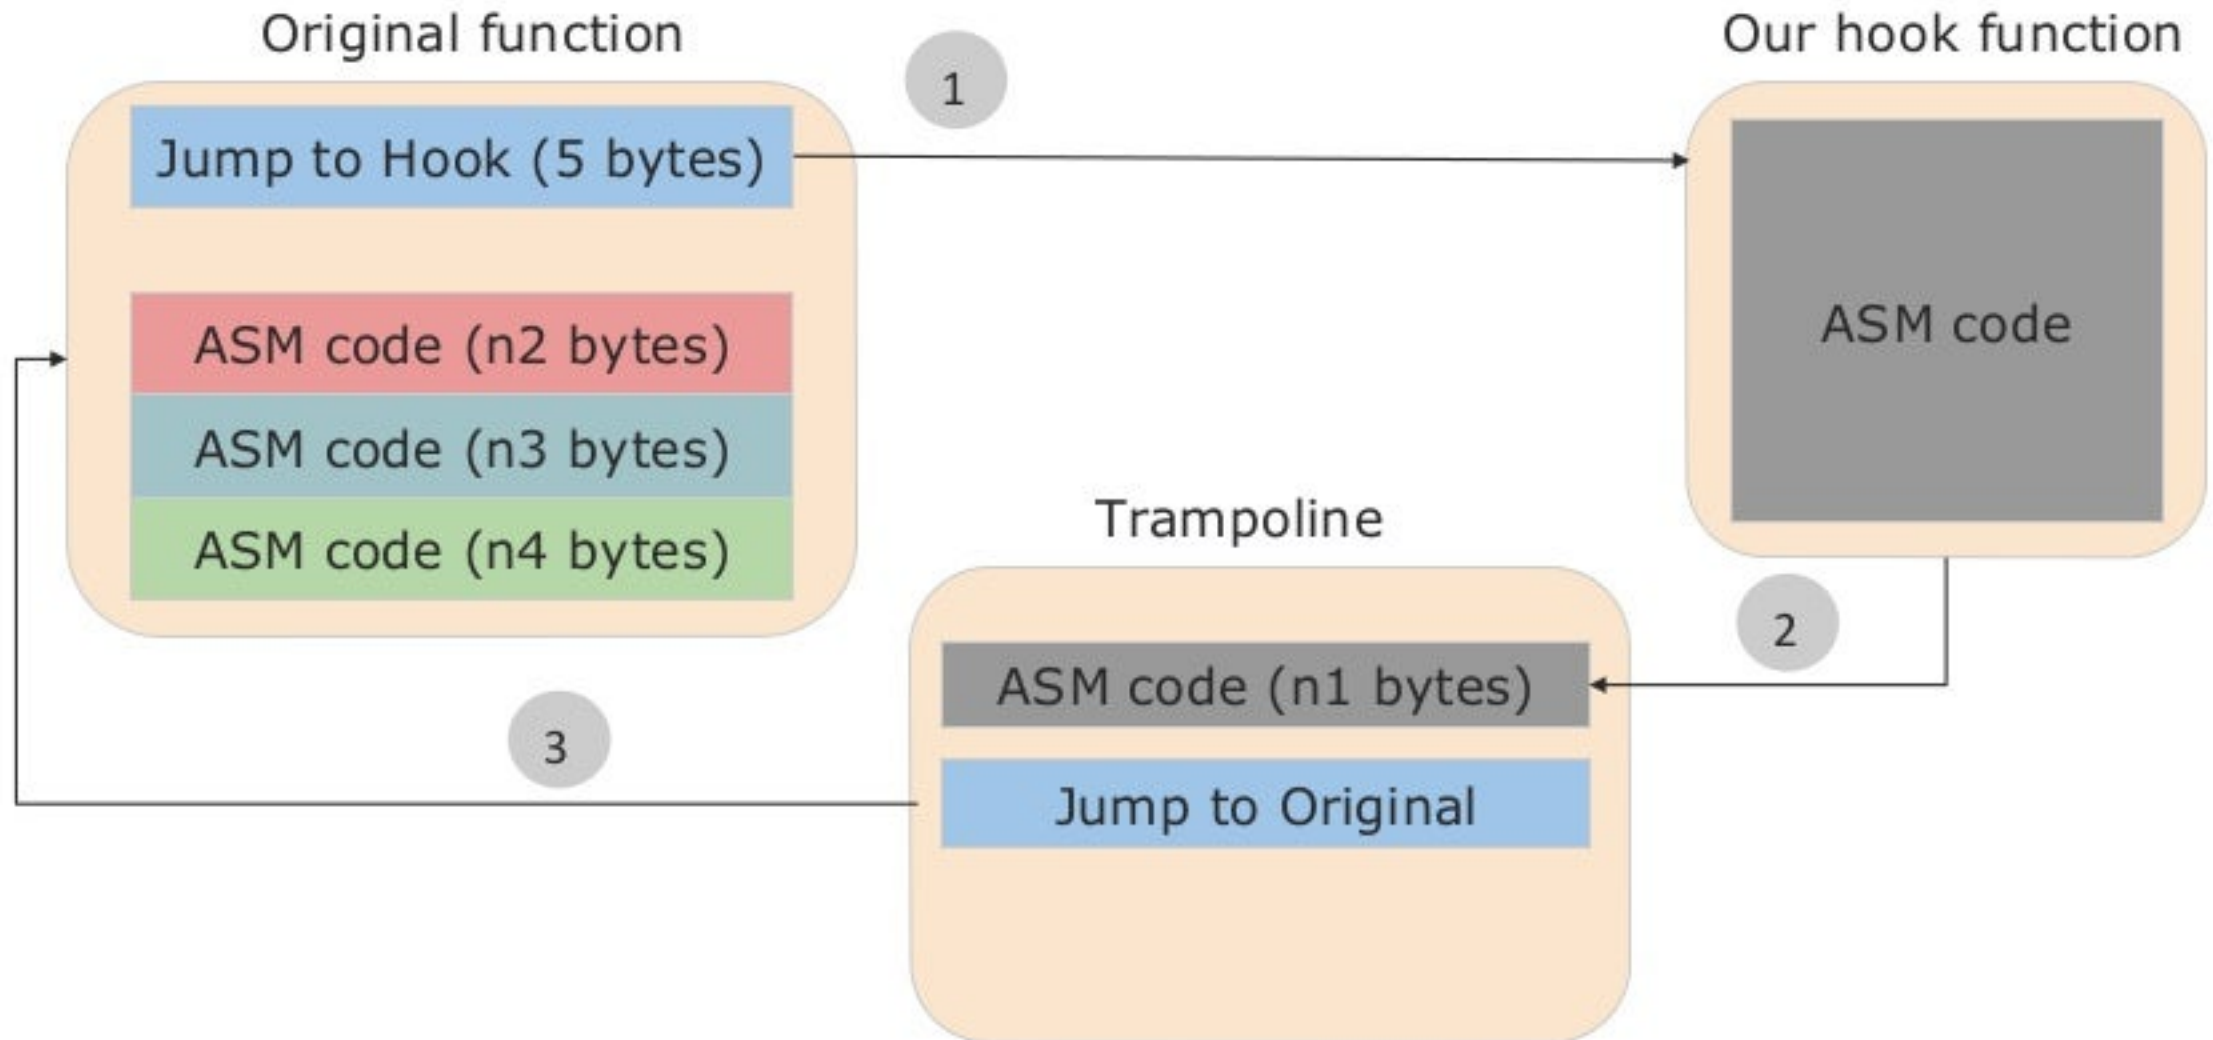 Original function
1
Our hook function
Jump to Hook (5 bytes)
ASM code (n2 bytes)
ASM code (n3 bytes)
ASM code (n4 bytes)
ASM code
Trampoline
2
ASM code (n1 bytes)
3
Jump to Original